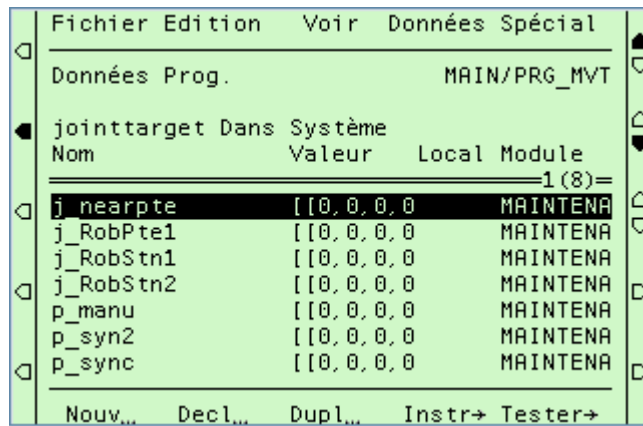 Fichier Edition Voir Données Spécial
Données Prog. MAIN/PRG_MVT
jointtarget Dans Système
Nom Valeur Local Module
1(8)
j_nearpte [[0,0,0,0 MAINTENA
j_RobPte1 [[0,0,0,0 MAINTENA
j_RobStn1 [[0,0,0,0 MAINTENA
j_RobStn2 [[0,0,0,0 MAINTENA
p_manu [[0,0,0,0 MAINTENA
p_syn2 [[0,0,0,0 MAINTENA
p_sync [[0,0,0,0 MAINTENA
Nouv… Decl… Dupl… Instr→ Tester→